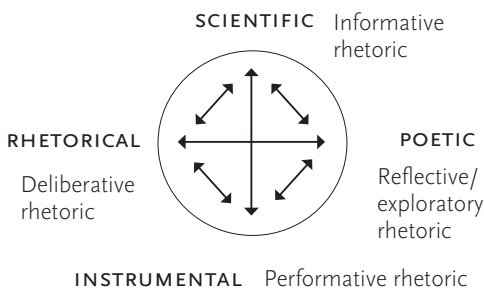 SCIENTIFIC Informative
rhetoric
RHETORICAL
Deliberative
rhetoric
POETIC
Reflective/
exploratory
rhetoric
INSTRUMENTAL Performative rhetoric